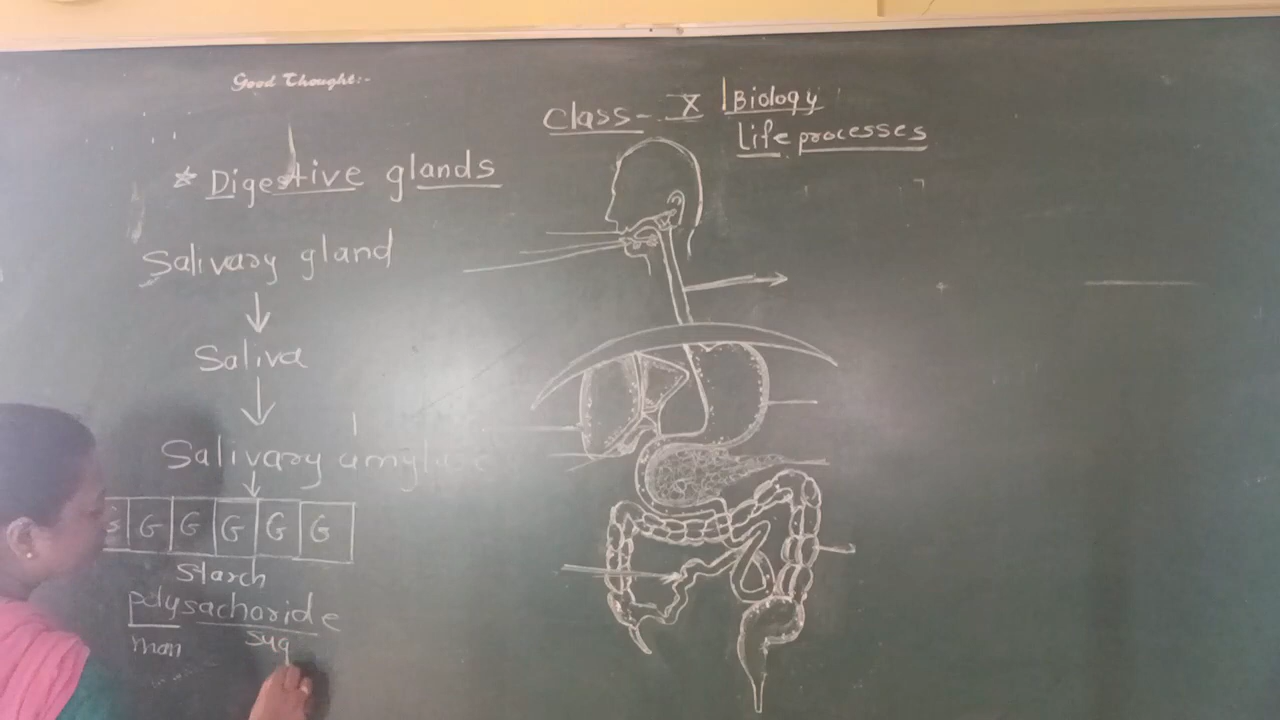 Good Thought:-
Class - X Biology
Life processes
* Digestive glands
Salivary gland
Saliva
Salivary amylase
G G G G G
Starch
polysacharide
man sug